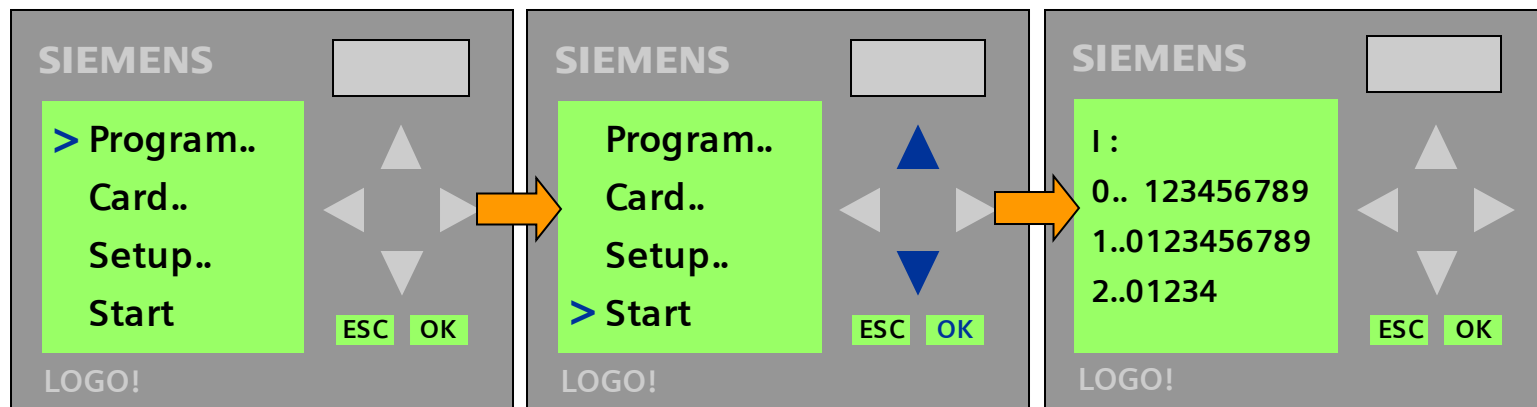 SIEMENS
> Program..
Card..
Setup..
Start
ESC OK
LOGO!
SIEMENS
Program..
Card..
Setup..
> Start
ESC OK
LOGO!
SIEMENS
I :
0.. 123456789
1..0123456789
2..01234
ESC OK
LOGO!